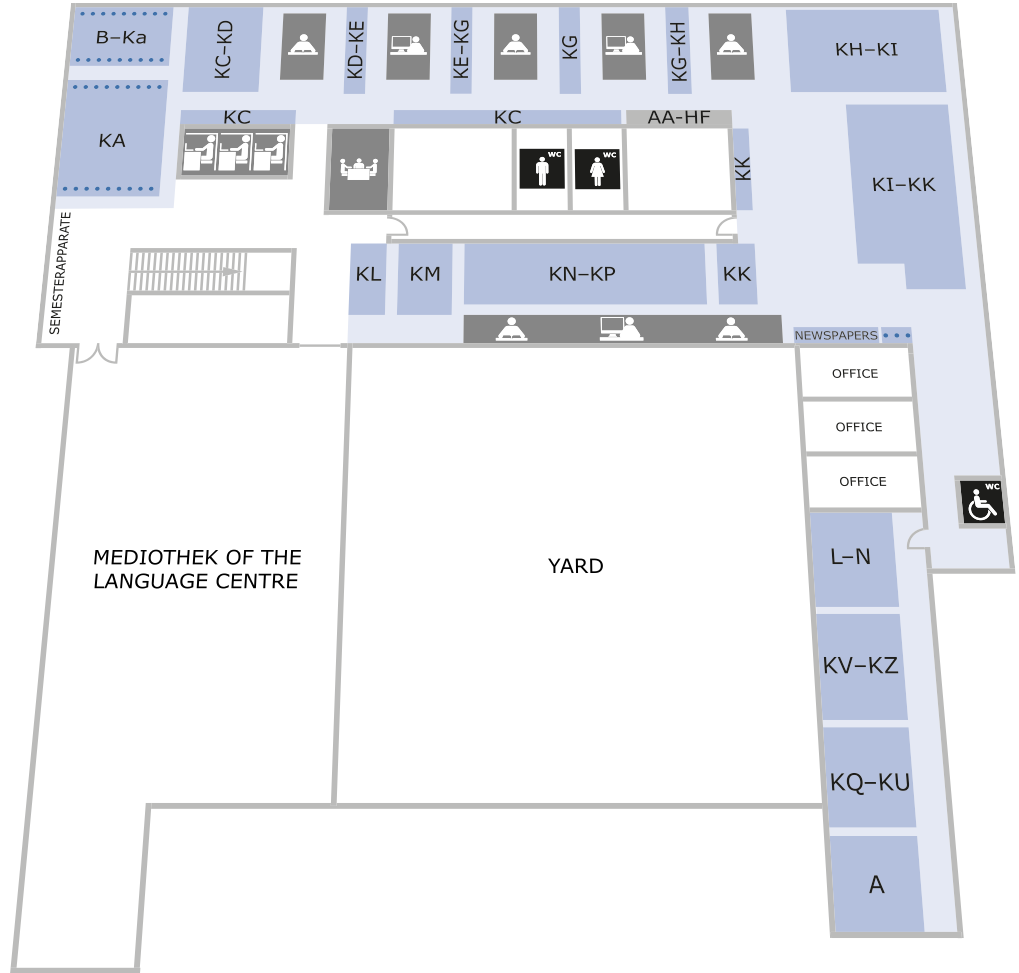 B–Ka
KC–KD
KD–KE
KE–KG
KG
KG–KH
KH–KI
KA
KC
KC
AA-HF
WC
WC
KK
KI–KK
SEMESTERAPPARATE
KL
KM
KN–KP
KK
NEWSPAPERS
OFFICE
OFFICE
OFFICE
WC
MEDIOTHEK OF THE
LANGUAGE CENTRE
YARD
L–N
KV–KZ
KQ–KU
A